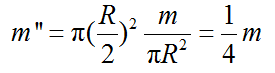 m" = π(R/2)² m/πR² = 1/4 m